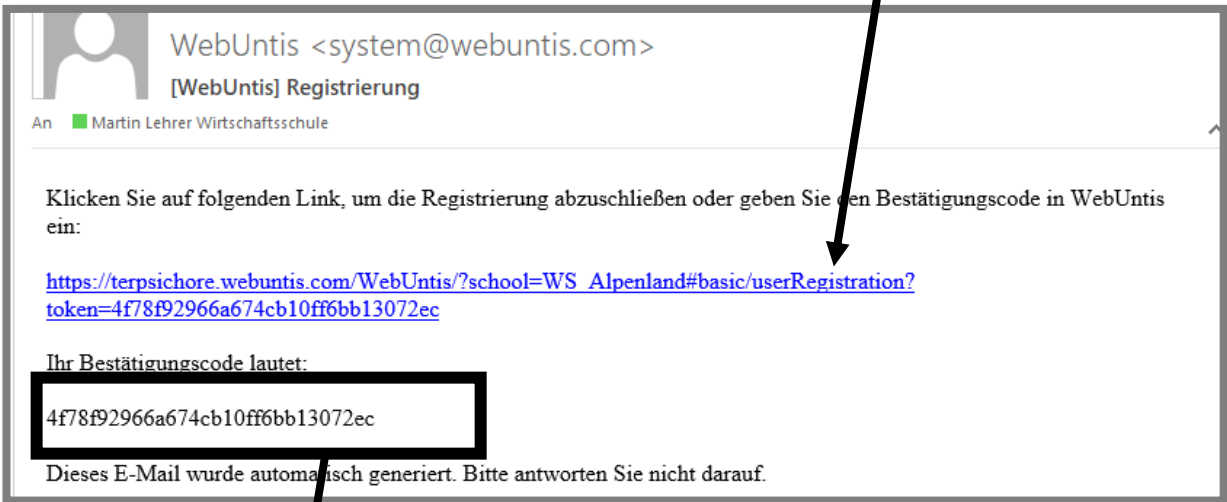 WebUntis <system@webuntis.com>
[WebUntis] Registrierung
An Martin Lehrer Wirtschaftsschule
Klicken Sie auf folgenden Link, um die Registrierung abzuschließen oder geben Sie den Bestätigungscode in WebUntis
ein:
https://terpsichore.webuntis.com/WebUntis/?school=WS_Alpenland#basic/userRegistration?
token=4f78f92966a674cb10ff6bb13072ec
Ihr Bestätigungscode lautet:
4f78f92966a674cb10ff6bb13072ec
Dieses E-Mail wurde automatisch generiert. Bitte antworten Sie nicht darauf.